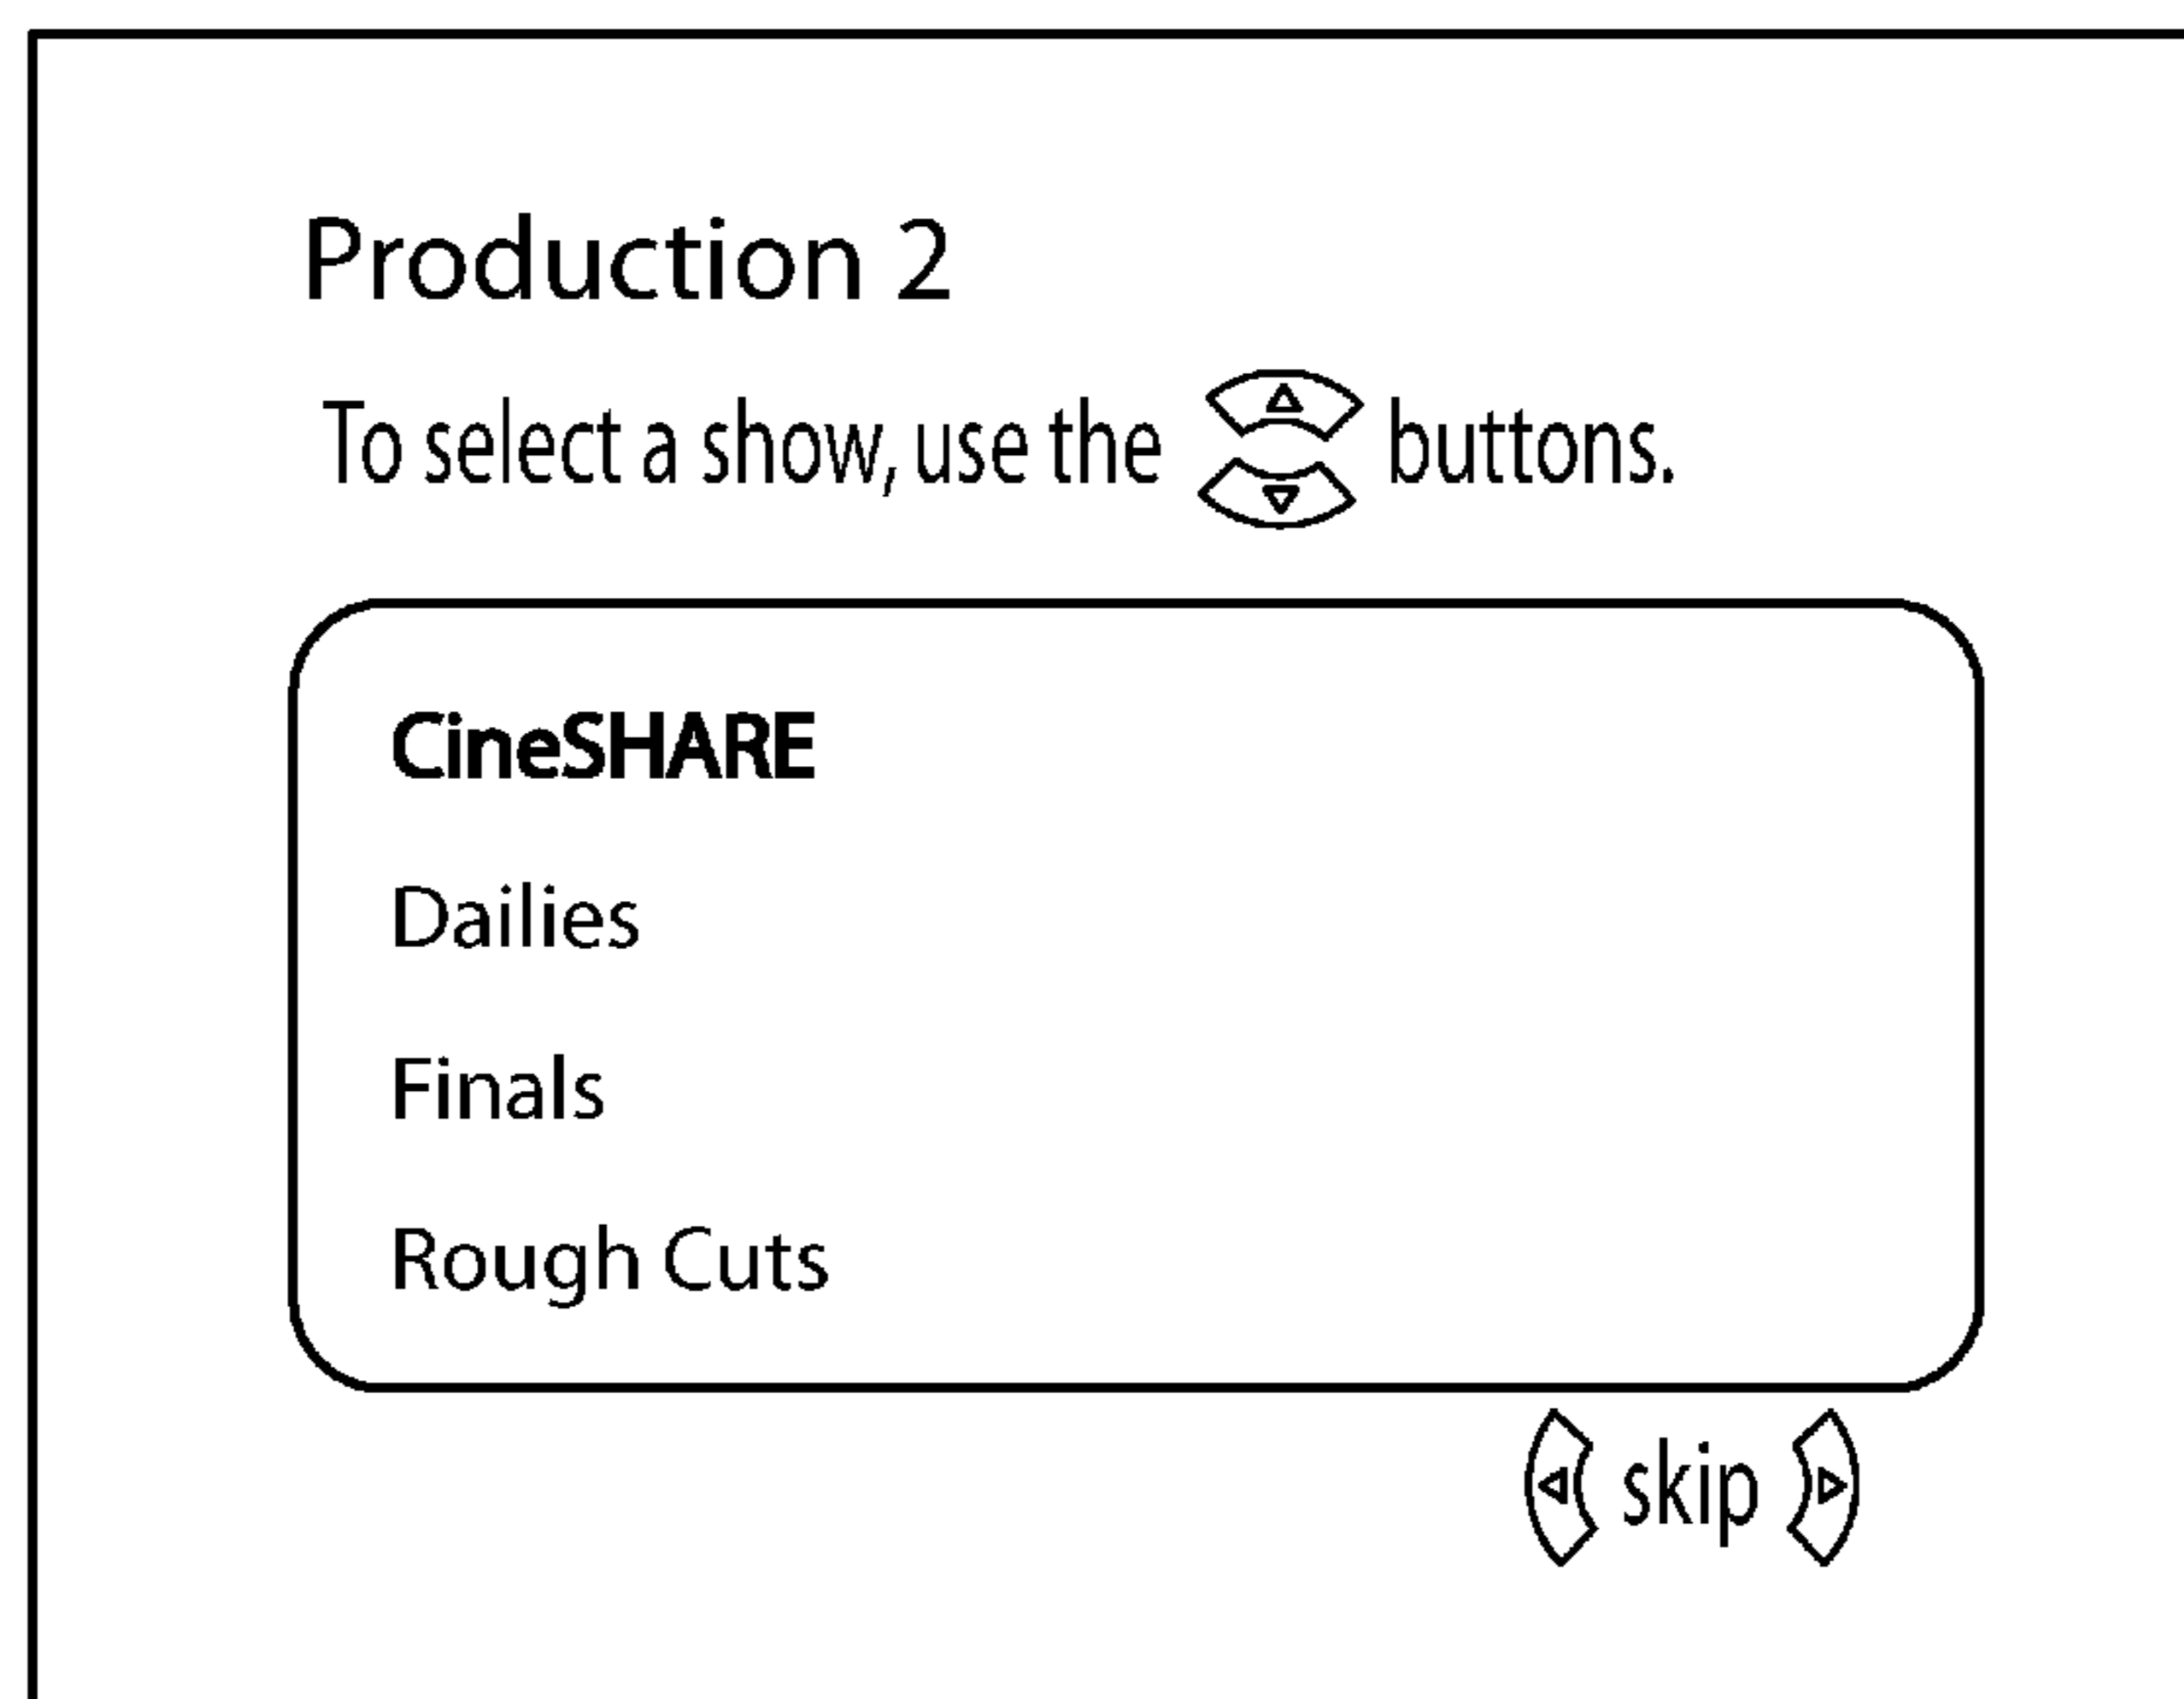 Production 2
To select a show, use the buttons.
CineSHARE
Dailies
Finals
Rough Cuts
skip